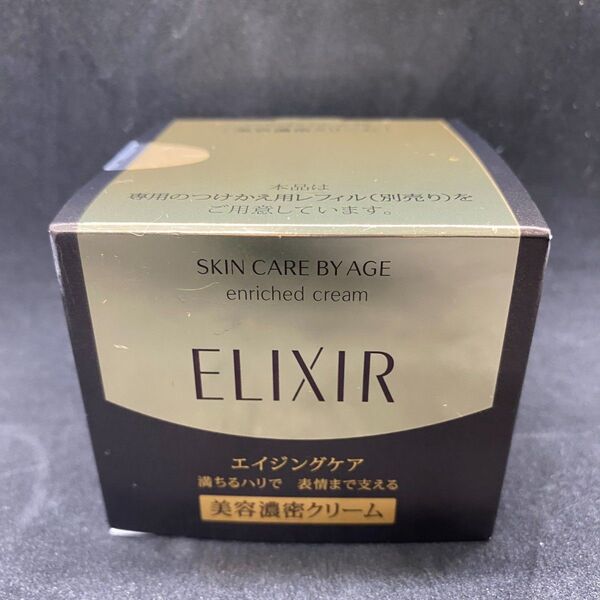 本品は
専用のつけかえ用レフィル(別売り)を
ご用意しています。
SKIN CARE BY AGE
enriched cream
ELIXIR
エイジングケア
満ちるハリで 表情まで支える
美容濃密クリーム